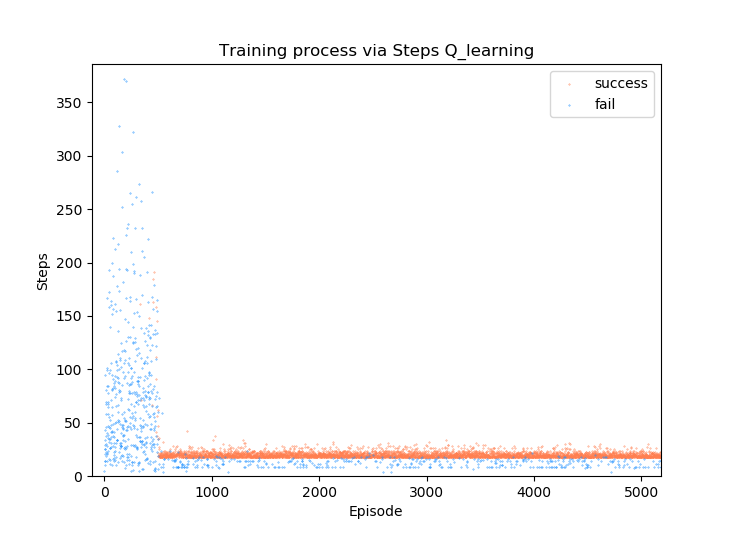 Training process via Steps Q_learning
success
fail
350
300
250
200
150
100
50
0
Steps
0 1000 2000 3000 4000 5000
Episode